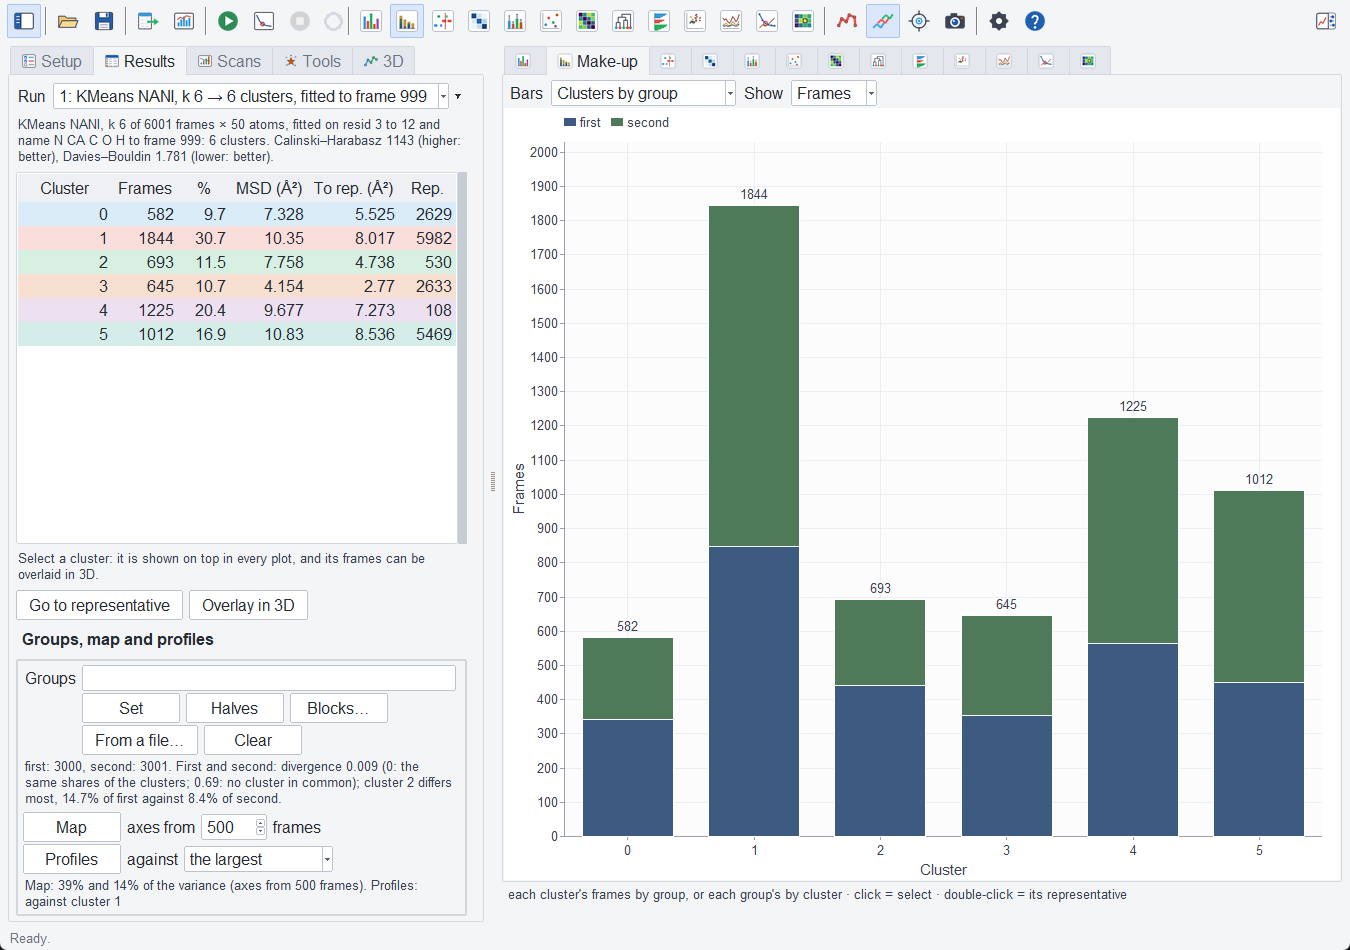 Setup
Results
Scans
Tools
3D
Make-up
Run 1: KMeans NANI, k 6 → 6 clusters, fitted to frame 999
KMeans NANI, k 6 of 6001 frames × 50 atoms, fitted on resid 3 to 12 and
name N CA C O H to frame 999: 6 clusters. Calinski–Harabasz 1143 (higher:
better), Davies–Bouldin 1.781 (lower: better).
Cluster Frames % MSD (Å²) To rep. (Å²) Rep.
0 582 9.7 7.328 5.525 2629
1 1844 30.7 10.35 8.017 5982
2 693 11.5 7.758 4.738 530
3 645 10.7 4.154 2.77 2633
4 1225 20.4 9.677 7.273 108
5 1012 16.9 10.83 8.536 5469
Select a cluster: it is shown on top in every plot, and its frames can be
overlaid in 3D.
Go to representative Overlay in 3D
Groups, map and profiles
Groups
Set Halves Blocks...
From a file... Clear
first: 3000, second: 3001. First and second: divergence 0.009 (0: the
same shares of the clusters; 0.69: no cluster in common); cluster 2 differs
most, 14.7% of first against 8.4% of second.
Map axes from 500 frames
Profiles against the largest
Map: 39% and 14% of the variance (axes from 500 frames). Profiles:
against cluster 1
Ready.
Bars Clusters by group Show Frames
first second
2000
1900
1800
1700
1600
1500
1400
1300
1200
1100
1000
900
800
700
600
500
400
300
200
100
0
Frames
582
1844
693
645
1225
1012
0 1 2 3 4 5
Cluster
each cluster's frames by group, or each group's by cluster · click = select · double-click = its representative